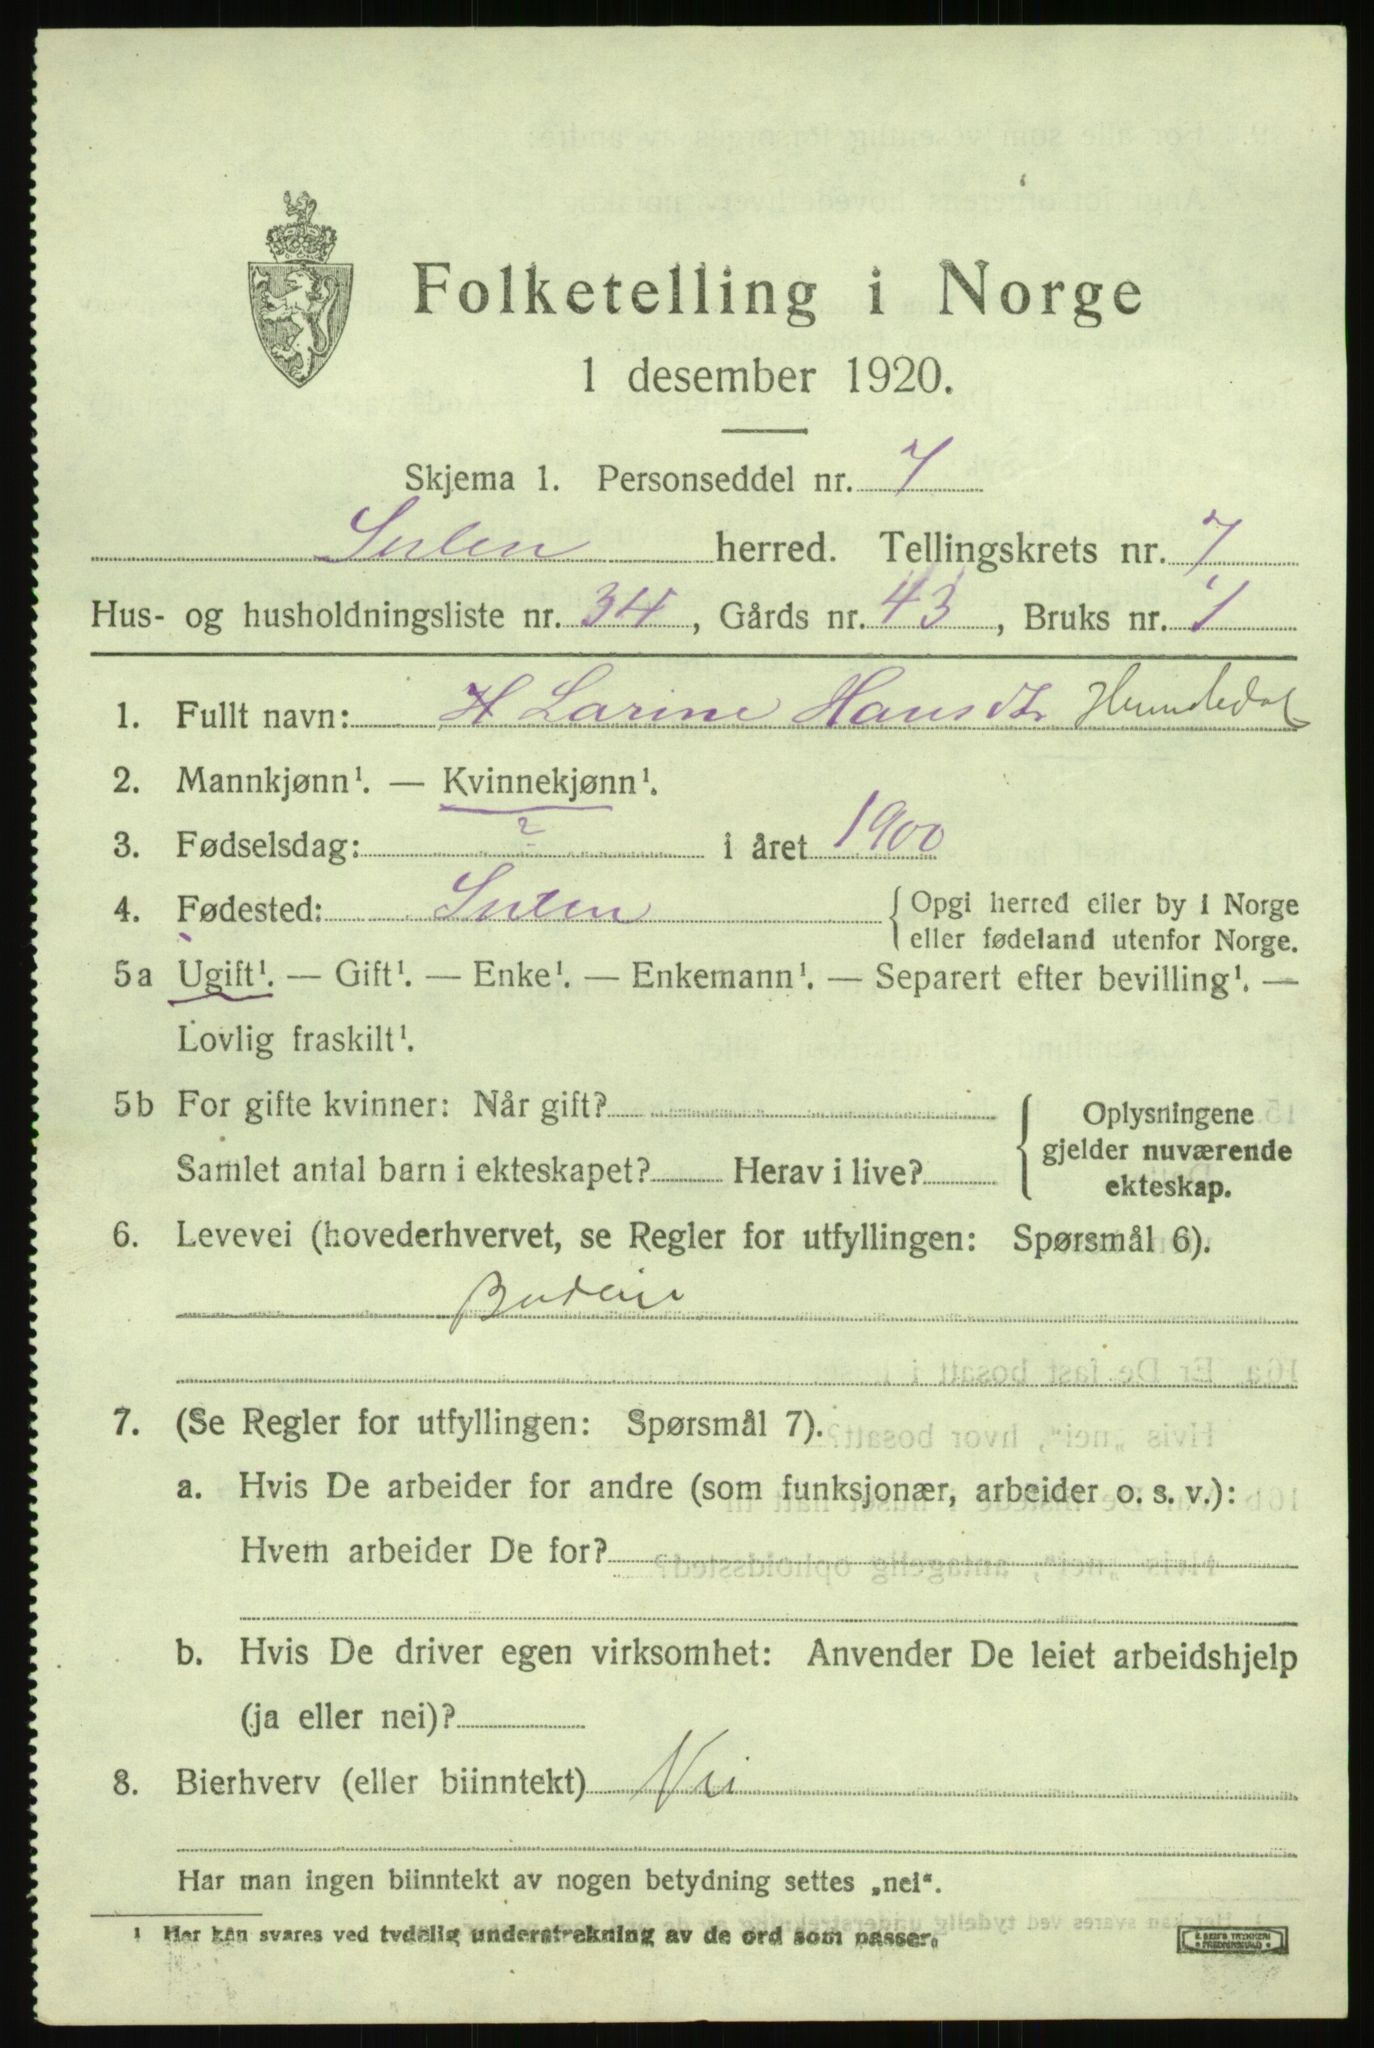 Folketelling i Norge
1 desember 1920.
Skjema 1. Personseddel nr. 7
Sulen herred. Tellingskrets nr. 7
Hus- og husholdningsliste nr. 34, Gårds nr. 43, Bruks nr. 1
1. Fullt navn: H Larine Hansdtr Hundedal
2. Mannkjønn¹. — Kvinnekjønn¹.
3. Fødselsdag: ? i året 1900
4. Fødested: Sulen { Opgi herred eller by i Norge
eller fødeland utenfor Norge.
5a Ugift¹. — Gift¹. — Enke¹. — Enkemann¹. — Separert efter bevilling¹. —
Lovlig fraskilt¹.
5b For gifte kvinner: Når gift? { Oplysningene
gjelder nuværende
Samlet antal barn i ekteskapet? Herav i live?
ekteskap.
6. Levevei (hovederhvervet, se Regler for utfyllingen: Spørsmål 6).
Budeie
7. (Se Regler for utfyllingen: Spørsmål 7).
a. Hvis De arbeider for andre (som funksjonær, arbeider o. s. v.):
Hvem arbeider De for?
b. Hvis De driver egen virksomhet: Anvender De leiet arbeidshjelp
(ja eller nei)?
8. Bierhverv (eller biinntekt) Nei
Har man ingen biinntekt av nogen betydning settes „nei“.
¹ Her kan svares ved tydelig understrekning av de ord som passer.